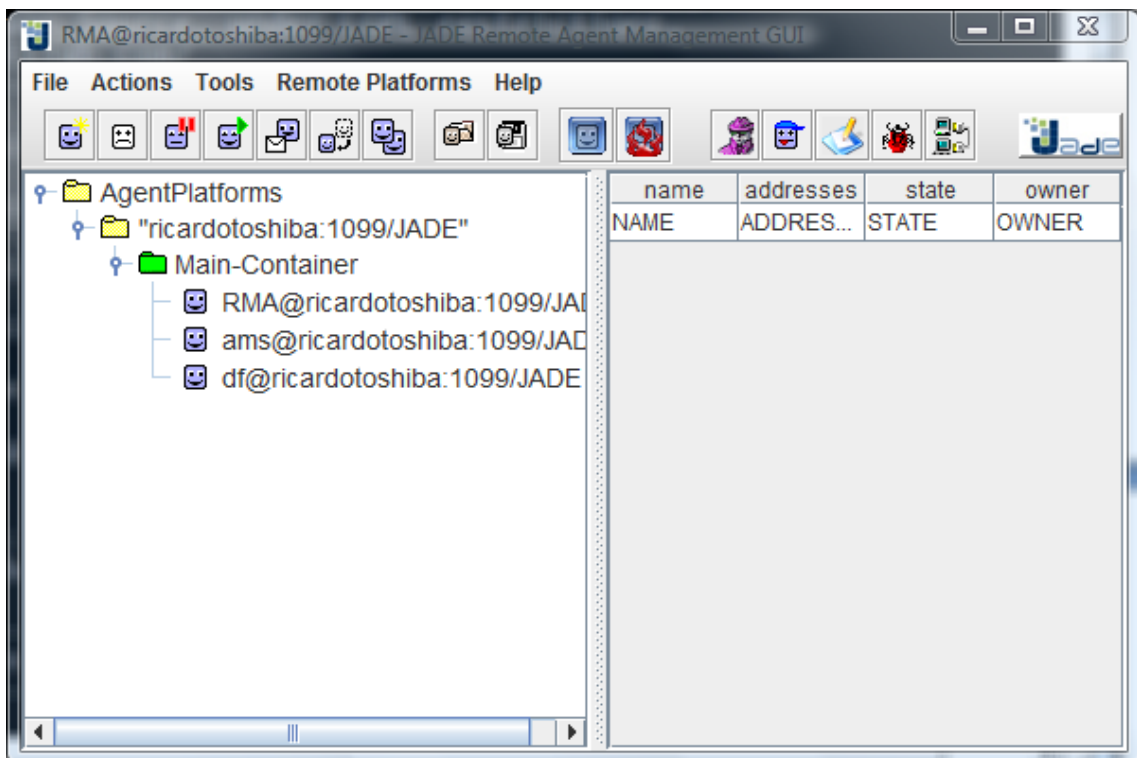 RMA@ricardotoshiba:1099/JADE - JADE Remote Agent Management GUI
File Actions Tools Remote Platforms Help
Jade
AgentPlatforms
"ricardotoshiba:1099/JADE"
Main-Container
RMA@ricardotoshiba:1099/JAD
ams@ricardotoshiba:1099/JAD
df@ricardotoshiba:1099/JADE
name addresses state owner
NAME ADDRES... STATE OWNER